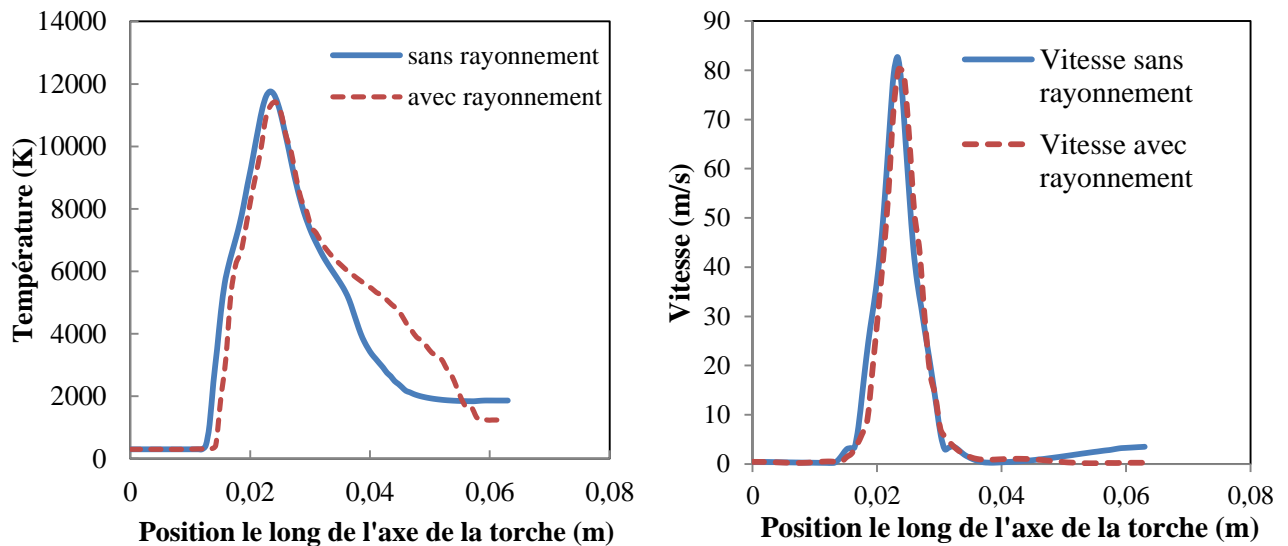 14000
12000
10000
8000
6000
4000
2000
0
Température (K)
sans rayonnement
avec rayonnement
0
0,02
0,04
0,06
0,08
Position le long de l'axe de la torche (m)
90
80
70
60
50
40
30
20
10
0
Vitesse (m/s)
Vitesse sans
rayonnement
Vitesse avec
rayonnement
0
0,02
0,04
0,06
0,08
Position le long de l'axe de la torche (m)